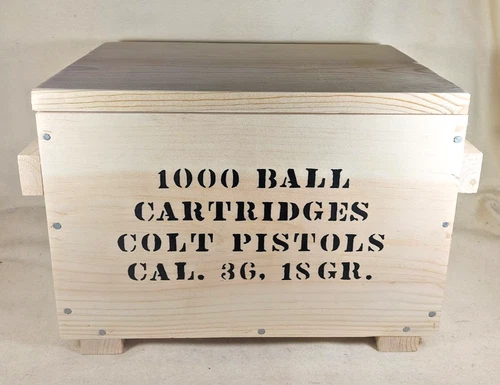 1000 BALL
CARTRIDGES
COLT PISTOLS
CAL. 36, 18 GR.